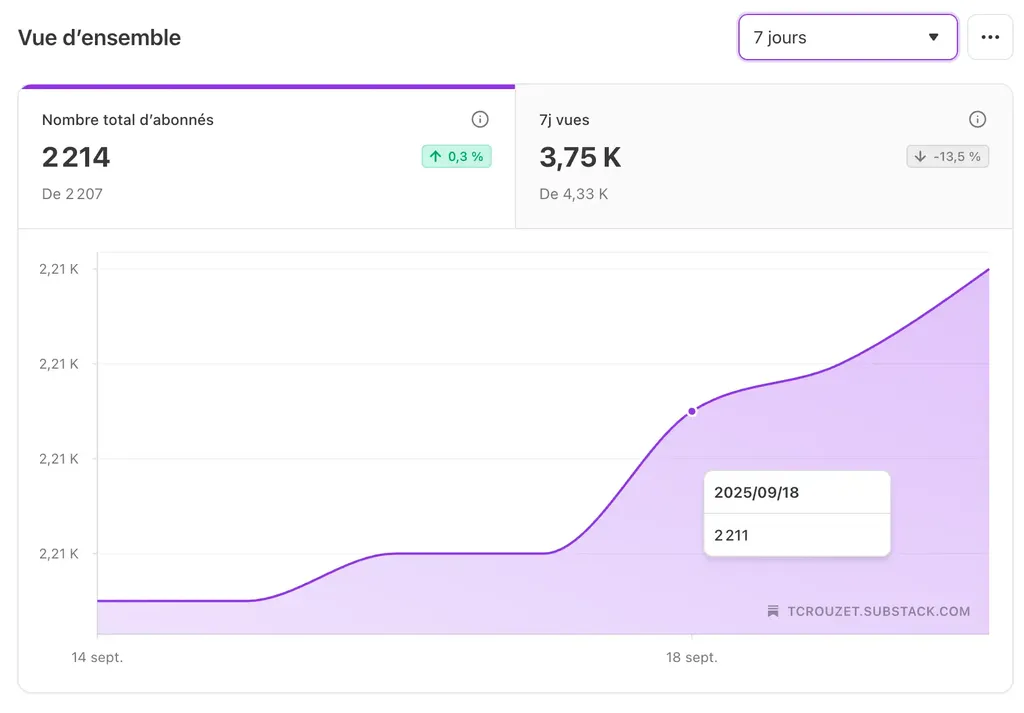 Vue d’ensemble
7 jours
Nombre total d’abonnés
2 214
0,3 %
De 2 207
7j vues
3,75 K
-13,5 %
De 4,33 K
2,21 K
2,21 K
2,21 K
2,21 K
2025/09/18
2 211
TCROUZET.SUBSTACK.COM
14 sept.
18 sept.